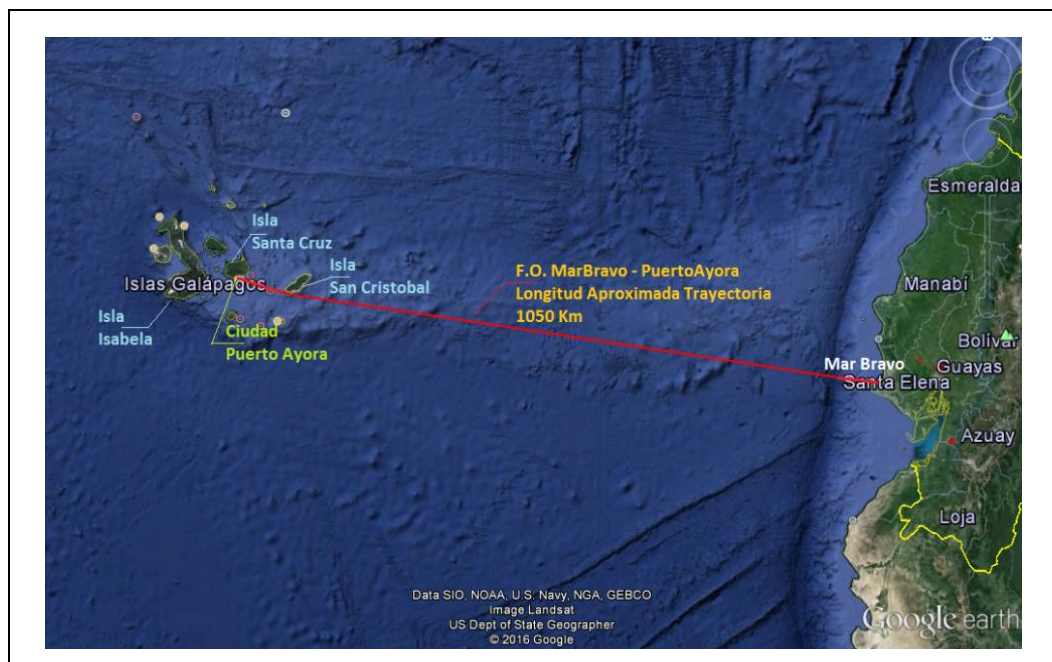 Esmeralda
Isla
Santa Cruz
Isla
San Cristobal
Islas Galápagos
F.O. MarBravo - PuertoAyora
Longitud Aproximada Trayectoria
1050 Km
Manabí
Isla
Isabela
Ciudad
Puerto Ayora
Bolívar
Mar Bravo
Guayas
Santa Elena
Azuay
Loja
Data SIO, NOAA, U.S. Navy, NGA, GEBCO
Image Landsat
US Dept of State Geographer
© 2016 Google
Google earth